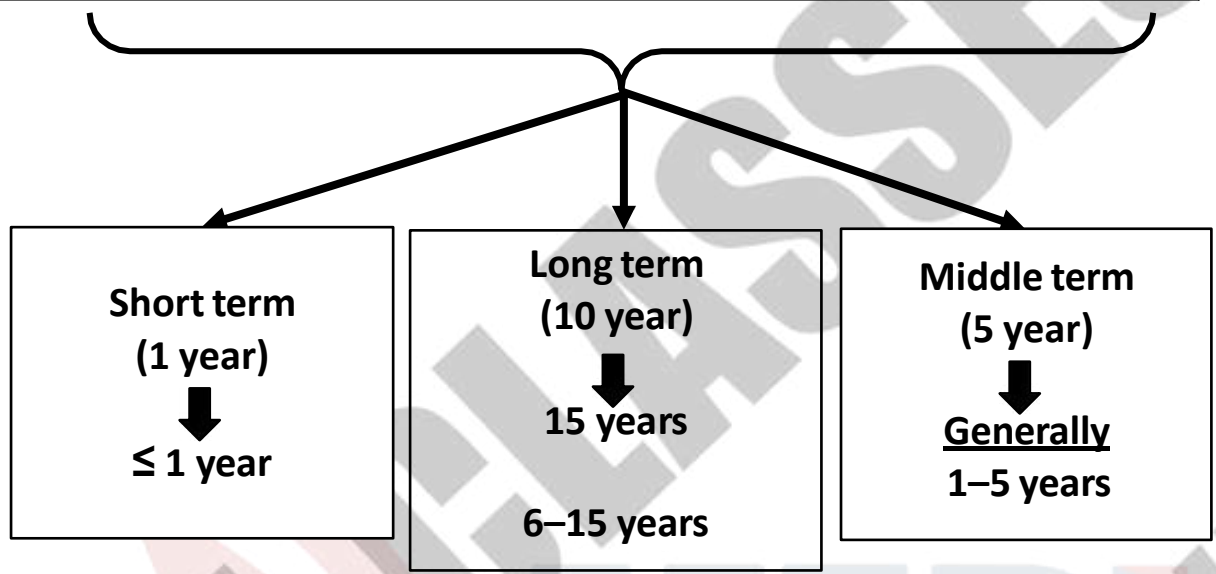 Short term
(1 year)
≤ 1 year
Long term
(10 year)
15 years
6–15 years
Middle term
(5 year)
Generally
1–5 years